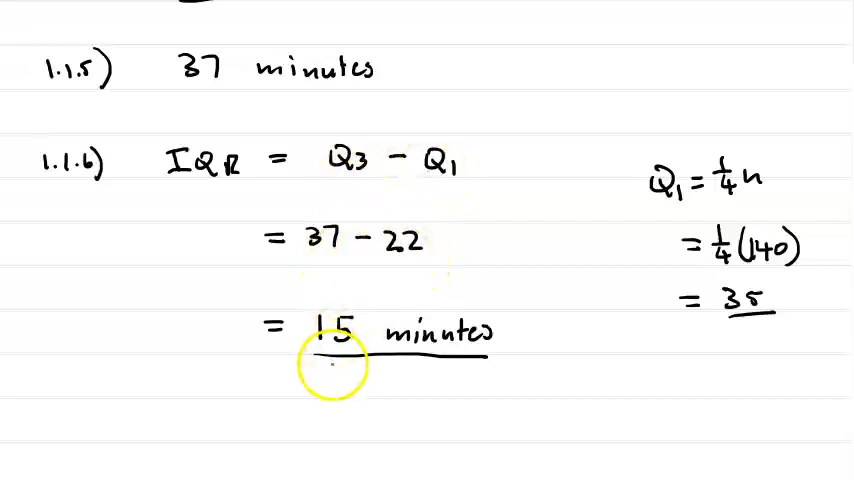 1.1.5) 37 minutes
1.1.6) IQR = Q3 - Q1
= 37 - 22
= 15 minutes
Q1 = 1/4 n
= 1/4 (140)
= 35